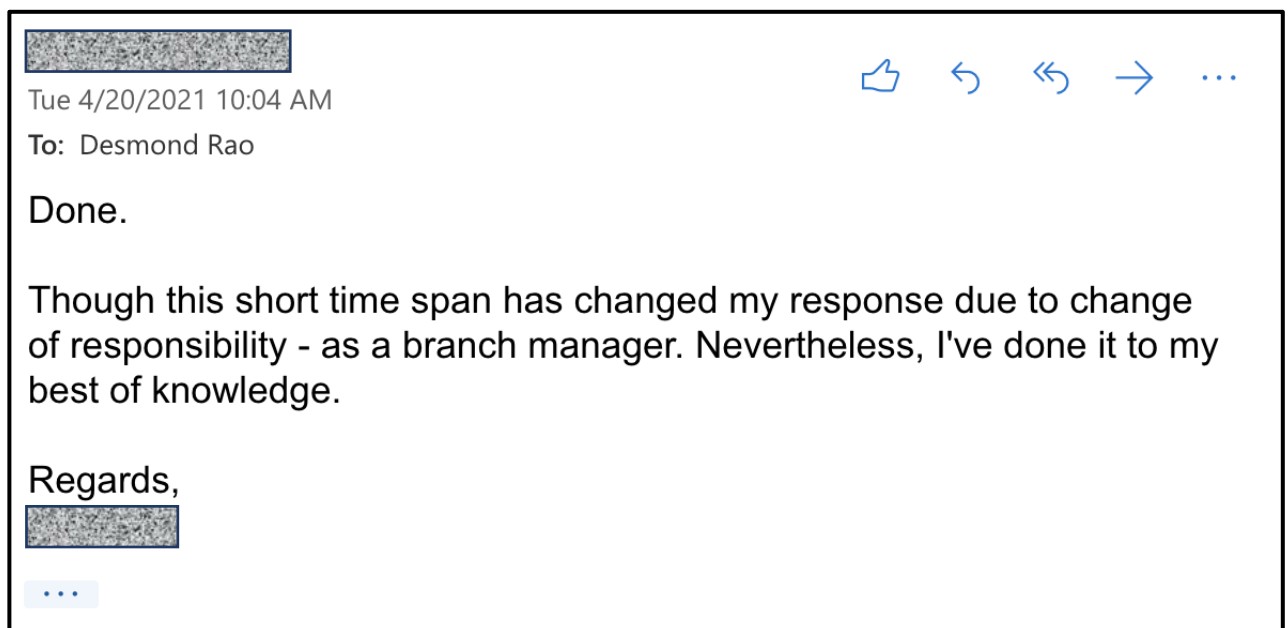 Tue 4/20/2021 10:04 AM
To: Desmond Rao
Done.
Though this short time span has changed my response due to change
of responsibility - as a branch manager. Nevertheless, I've done it to my
best of knowledge.
Regards,